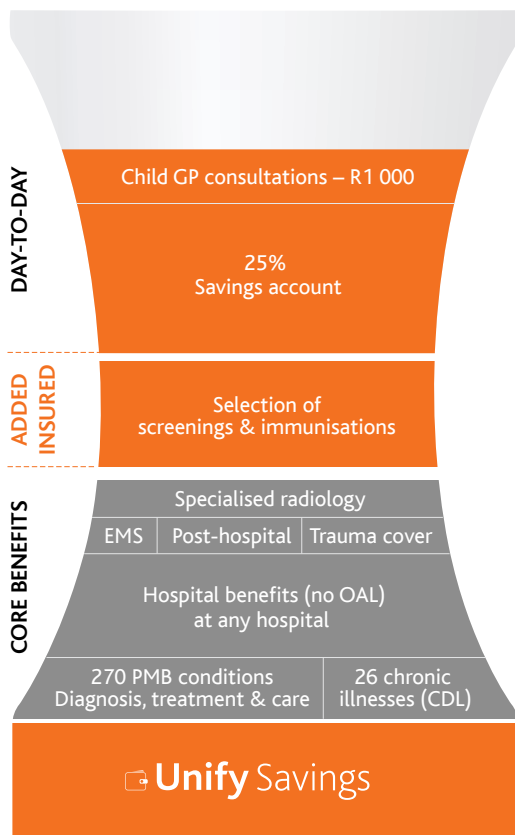 DAY-TO-DAY
Child GP consultations – R1 000
25%
Savings account
ADDED
INSURED
Selection of
screenings & immunisations
CORE BENEFITS
Specialised radiology
EMS
Post-hospital
Trauma cover
Hospital benefits (no OAL)
at any hospital
270 PMB conditions
Diagnosis, treatment & care
26 chronic
illnesses (CDL)
Unify Savings